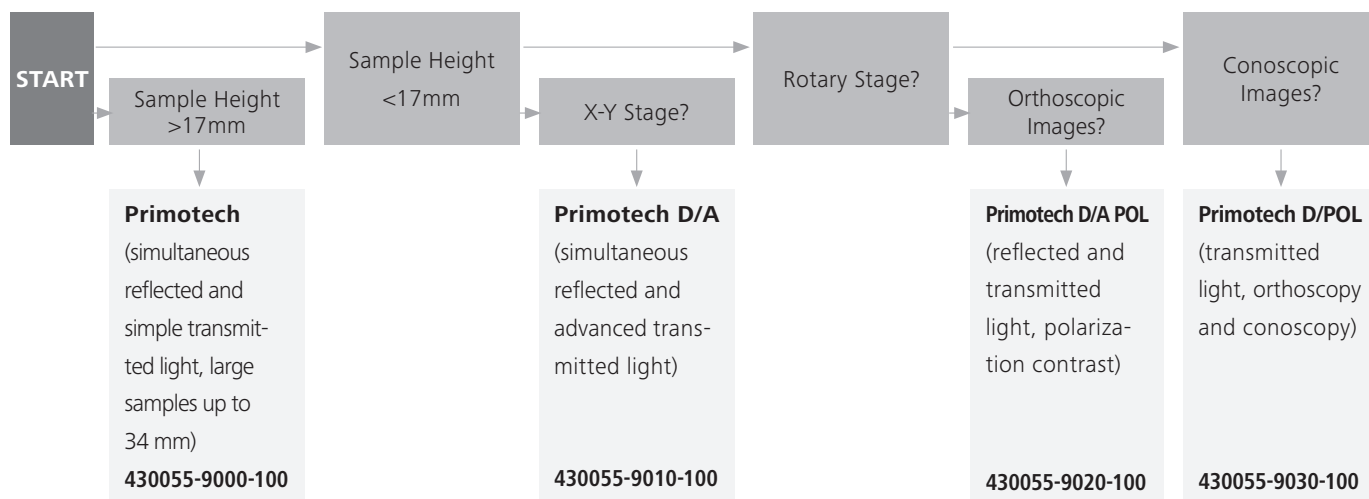 START
Sample Height
>17mm
Sample Height
<17mm
X-Y Stage?
Rotary Stage?
Orthoscopic
Images?
Conoscopic
Images?
Primotech
(simultaneous
reflected and
simple transmit-
ted light, large
samples up to
34 mm)
430055-9000-100
Primotech D/A
(simultaneous
reflected and
advanced trans-
mitted light)
430055-9010-100
Primotech D/A POL
(reflected and
transmitted
light, polariza-
tion contrast)
430055-9020-100
Primotech D/POL
(transmitted
light, orthoscopy
and conoscopy)
430055-9030-100